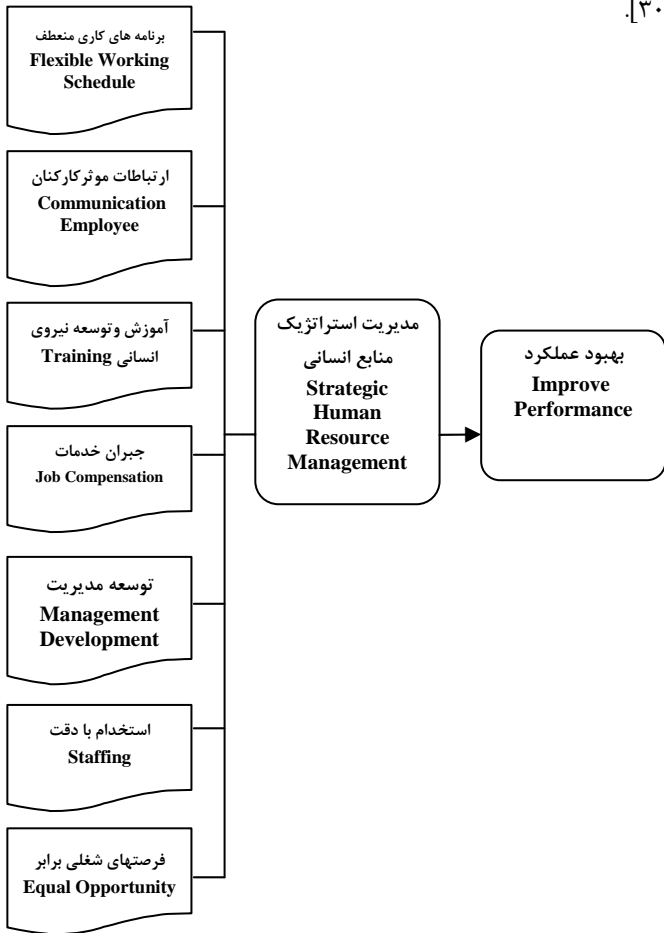 ۳۰].
برنامه های کاری منعطف
Flexible Working
Schedule
ارتباطات موثرکارکنان
Communication
Employee
آموزش وتوسعه نیروی
انسانی Training
جبران خدمات
Job Compensation
توسعه مدیریت
Management
Development
استخدام با دقت
Staffing
فرصتهای شغلی برابر
Equal Opportunity
مدیریت استراتژیک
منابع انسانی
Strategic
Human
Resource
Management
بهبود عملکرد
Improve
Performance